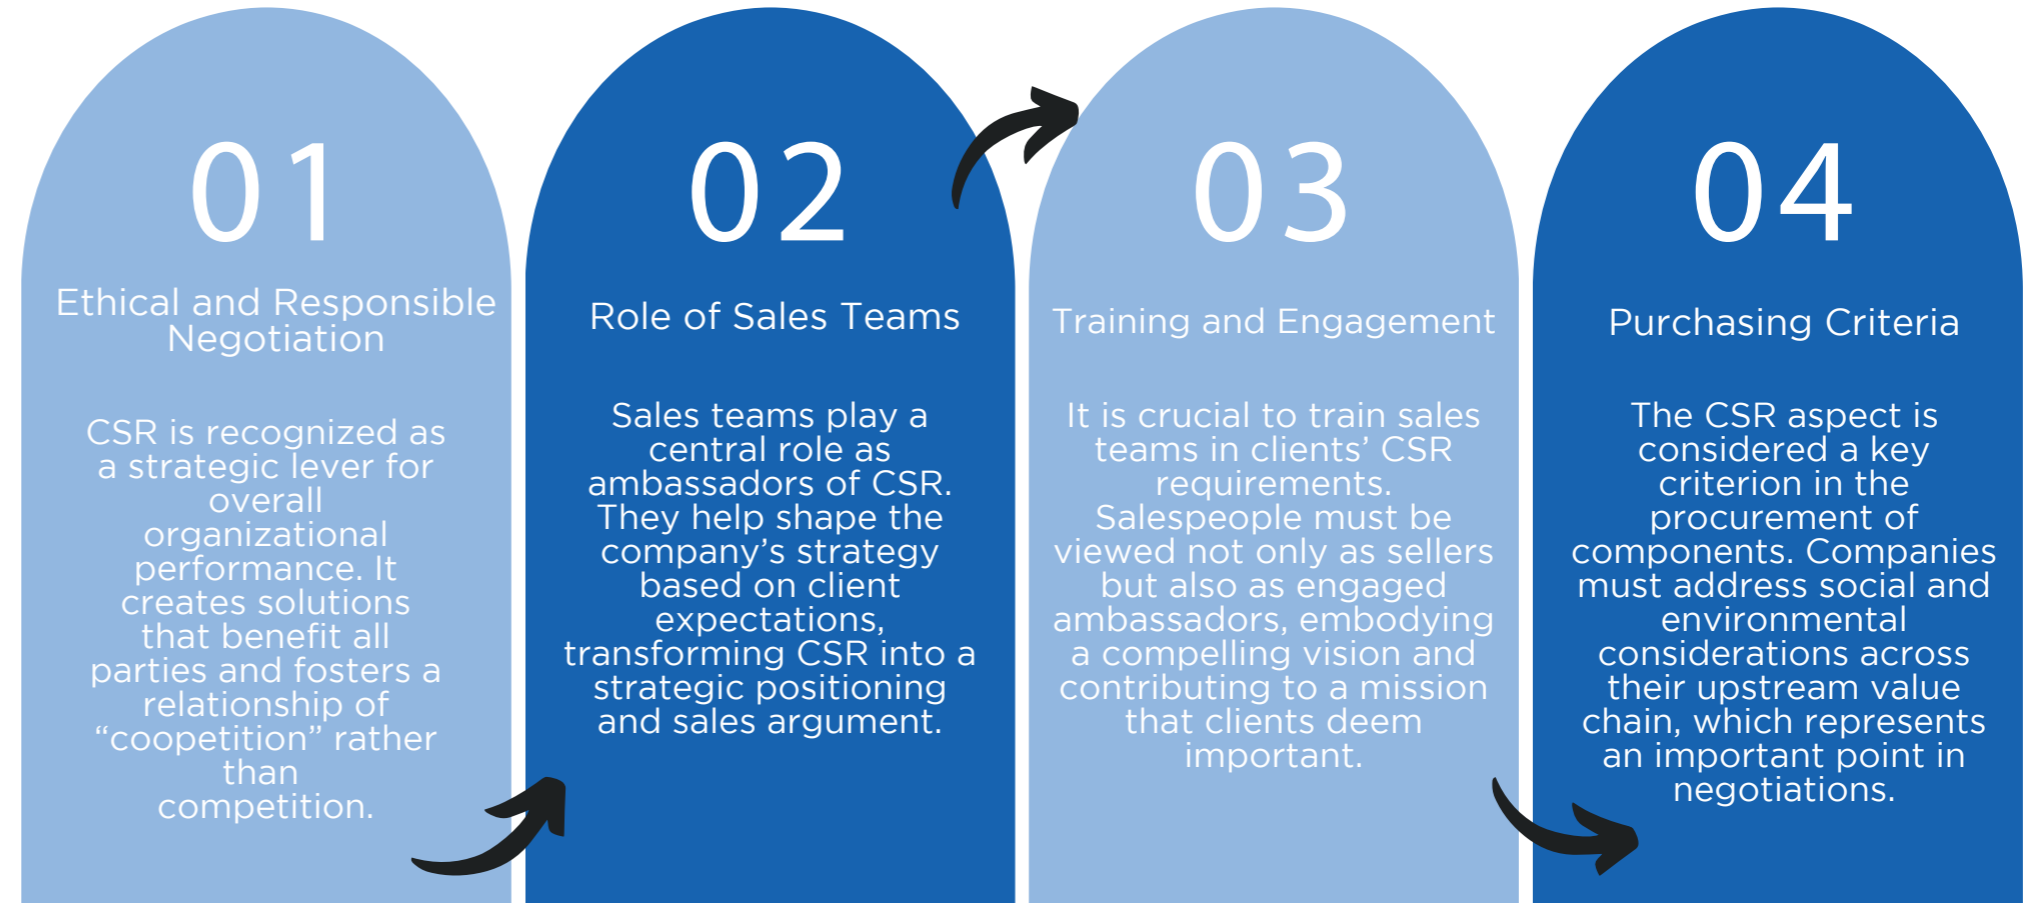 01
Ethical and Responsible
Negotiation
CSR is recognized as
a strategic lever for
overall
organizational
performance. It
creates solutions
that benefit all
parties and fosters a
relationship of
“coopetition” rather
than
competition.
02
Role of Sales Teams
Sales teams play a
central role as
ambassadors of CSR.
They help shape the
company’s strategy
based on client
expectations,
transforming CSR into a
strategic positioning
and sales argument.
03
Training and Engagement
It is crucial to train sales
teams in clients’ CSR
requirements.
Salespeople must be
viewed not only as sellers
but also as engaged
ambassadors, embodying
a compelling vision and
contributing to a mission
that clients deem
important.
04
Purchasing Criteria
The CSR aspect is
considered a key
criterion in the
procurement of
components. Companies
must address social and
environmental
considerations across
their upstream value
chain, which represents
an important point in
negotiations.